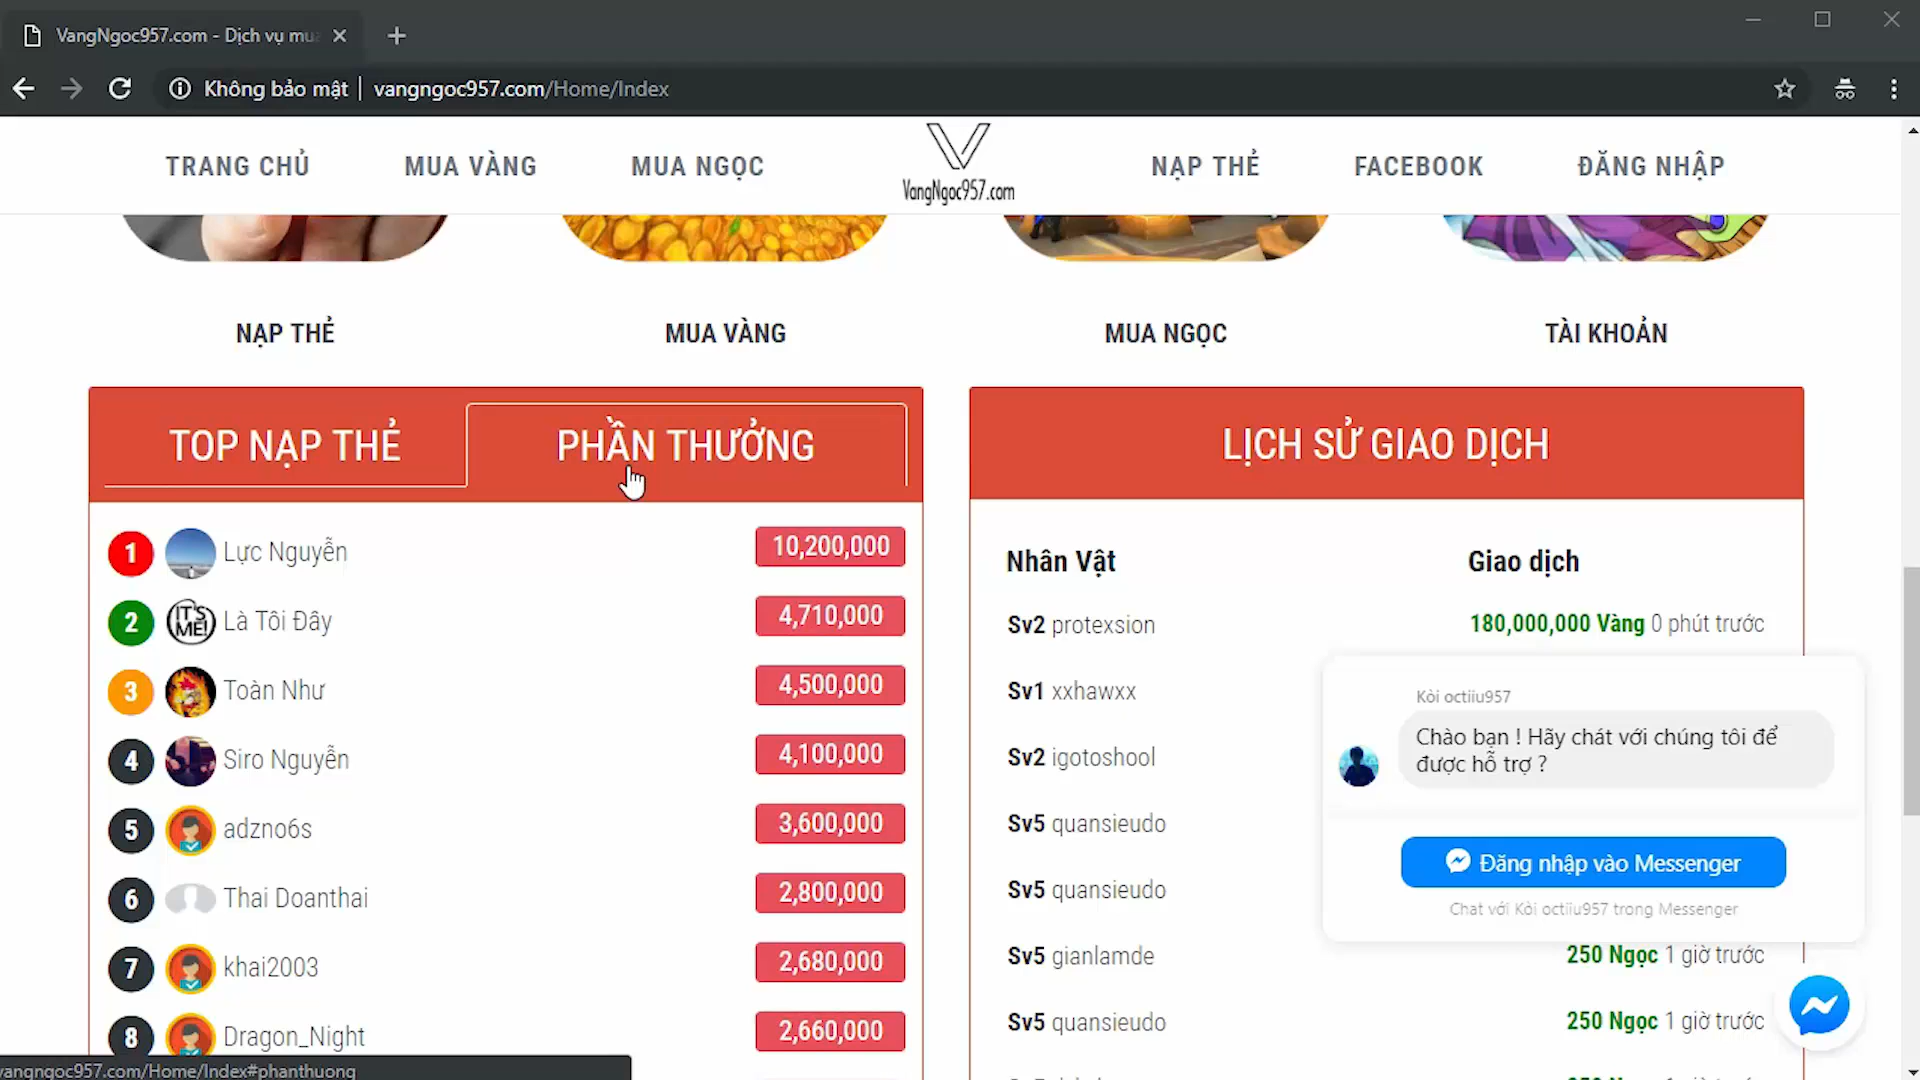 VangNgoc957.com - Dịch vụ mu
Không bảo mật | vangngoc957.com/Home/Index
TRANG CHỦ
MUA VÀNG
MUA NGỌC
VangNgoc957.com
NẠP THẺ
FACEBOOK
ĐĂNG NHẬP
NẠP THẺ
MUA VÀNG
MUA NGỌC
TÀI KHOẢN
TOP NẠP THẺ
PHẦN THƯỞNG
1 Lực Nguyễn 10,200,000
2 IT'S ME! Là Tôi Đây 4,710,000
3 Toàn Như 4,500,000
4 Siro Nguyễn 4,100,000
5 adzno6s 3,600,000
6 Thai Doanthai 2,800,000
7 khai2003 2,680,000
8 Dragon_Night 2,660,000
LỊCH SỬ GIAO DỊCH
Nhân Vật Giao dịch
Sv2 protexsion 180,000,000 Vàng 0 phút trước
Sv1 xxhawxx
Sv2 igotoshool
Sv5 quansieudo
Sv5 quansieudo
Sv5 gianlamde 250 Ngọc 1 giờ trước
Sv5 quansieudo 250 Ngọc 1 giờ trước
Kòi octiiu957
Chào bạn ! Hãy chát với chúng tôi để
được hỗ trợ ?
Đăng nhập vào Messenger
Chat với Kòi octiiu957 trong Messenger
vangngoc957.com/Home/Index#phanthuong